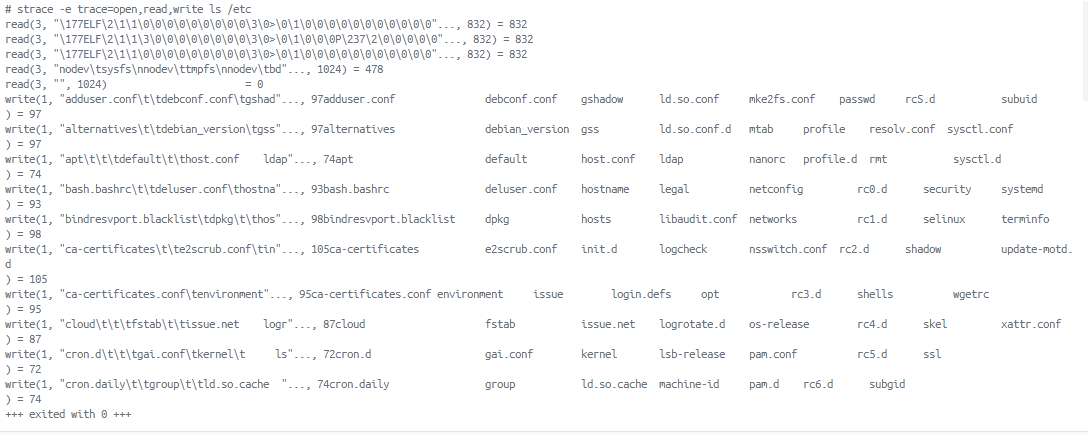 # strace -e trace=open,read,write ls /etc
read(3, "\177ELF\2\1\1\0\0\0\0\0\0\0\0\0\3\0>\0\1\0\0\0\0\0\0\0\0\0\0\0"..., 832) = 832
read(3, "\177ELF\2\1\1\3\0\0\0\0\0\0\0\0\3\0>\0\1\0\0\0P\237\2\0\0\0\0\0"..., 832) = 832
read(3, "\177ELF\2\1\1\0\0\0\0\0\0\0\0\0\3\0>\0\1\0\0\0\0\0\0\0\0\0\0\0"..., 832) = 832
read(3, "nodev\tsysfs\nnodev\ttmpfs\nnodev\tbd"..., 1024) = 478
read(3, "", 1024) = 0
write(1, "adduser.conf\t\tdebconf.conf\tgshad"..., 97adduser.conf debconf.conf gshadow ld.so.conf mke2fs.conf passwd rcS.d subuid
) = 97
write(1, "alternatives\t\tdebian_version\tgss"..., 97alternatives debian_version gss ld.so.conf.d mtab profile resolv.conf sysctl.conf
) = 97
write(1, "apt\t\t\tdefault\t\thost.conf ldap"..., 74apt default host.conf ldap nanorc profile.d rmt sysctl.d
) = 74
write(1, "bash.bashrc\t\tdeluser.conf\thostna"..., 93bash.bashrc deluser.conf hostname legal netconfig rc0.d security systemd
) = 93
write(1, "bindresvport.blacklist\tdpkg\t\thos"..., 98bindresvport.blacklist dpkg hosts libaudit.conf networks rc1.d selinux terminfo
) = 98
write(1, "ca-certificates\t\te2scrub.conf\tin"..., 105ca-certificates e2scrub.conf init.d logcheck nsswitch.conf rc2.d shadow update-motd.
d
) = 105
write(1, "ca-certificates.conf\tenvironment"..., 95ca-certificates.conf environment issue login.defs opt rc3.d shells wgetrc
) = 95
write(1, "cloud\t\t\tfstab\t\tissue.net logr"..., 87cloud fstab issue.net logrotate.d os-release rc4.d skel xattr.conf
) = 87
write(1, "cron.d\t\t\tgai.conf\tkernel\t ls"..., 72cron.d gai.conf kernel lsb-release pam.conf rc5.d ssl
) = 72
write(1, "cron.daily\t\tgroup\t\tld.so.cache "..., 74cron.daily group ld.so.cache machine-id pam.d rc6.d subgid
) = 74
+++ exited with 0 +++